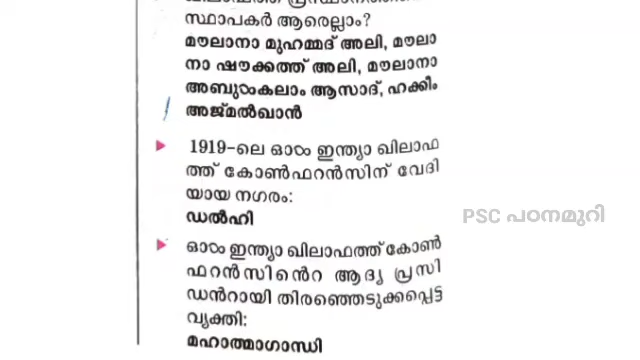 സ്ഥാപകർ ആരെല്ലാം?
മൗലാനാ മുഹമ്മദ് അലി, മൗലാ
നാ ഷൗക്കത്ത് അലി, മൗലാനാ
അബുൾകലാം ആസാദ്, ഹക്കീം
അജ്മൽഖാൻ
1919-ലെ ഓൾ ഇന്ത്യാ ഖിലാഫ
ത്ത് കോൺഫറൻസിന് വേദി
യായ നഗരം:
ഡൽഹി
PSC പഠനമുറി
ഓൾ ഇന്ത്യാ ഖിലാഫത്ത് കോൺ
ഫറൻസിന്റെ ആദ്യ പ്രസി
ഡന്റായി തിരഞ്ഞെടുക്കപ്പെട്ട
വ്യക്തി:
മഹാത്മാഗാന്ധി